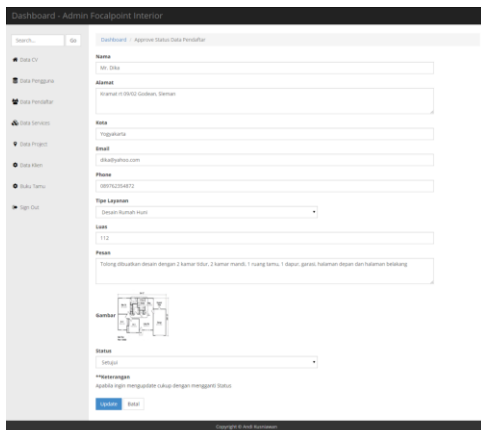 Dashboard - Admin Focalpoint Interior
Search... Go
Dashboard / Approve Status Data Pendaftar
Data CV
Data Pengguna
Data Pendaftar
Data Services
Data Project
Data Klien
Buku Tamu
Sign Out
Nama
Mr. Dika
Alamat
Kramat II 09/02 Godean, Sleman
Kota
Yogyakarta
Email
dika@yahoo.com
Phone
089762354872
Tipe Layanan
Desain Rumah Huni
Luas
112
Pesan
Tolong dibuatkan desain dengan 2 kamar tidur, 2 kamar mandi, 1 ruang tamu, 1 dapur, garasi, halaman depan dan halaman belakang
Gambar
Status
Setujui
**Keterangan
Apabila ingin mengupdate cukup dengan mengganti Status
Update Batal
Copyright © Andi